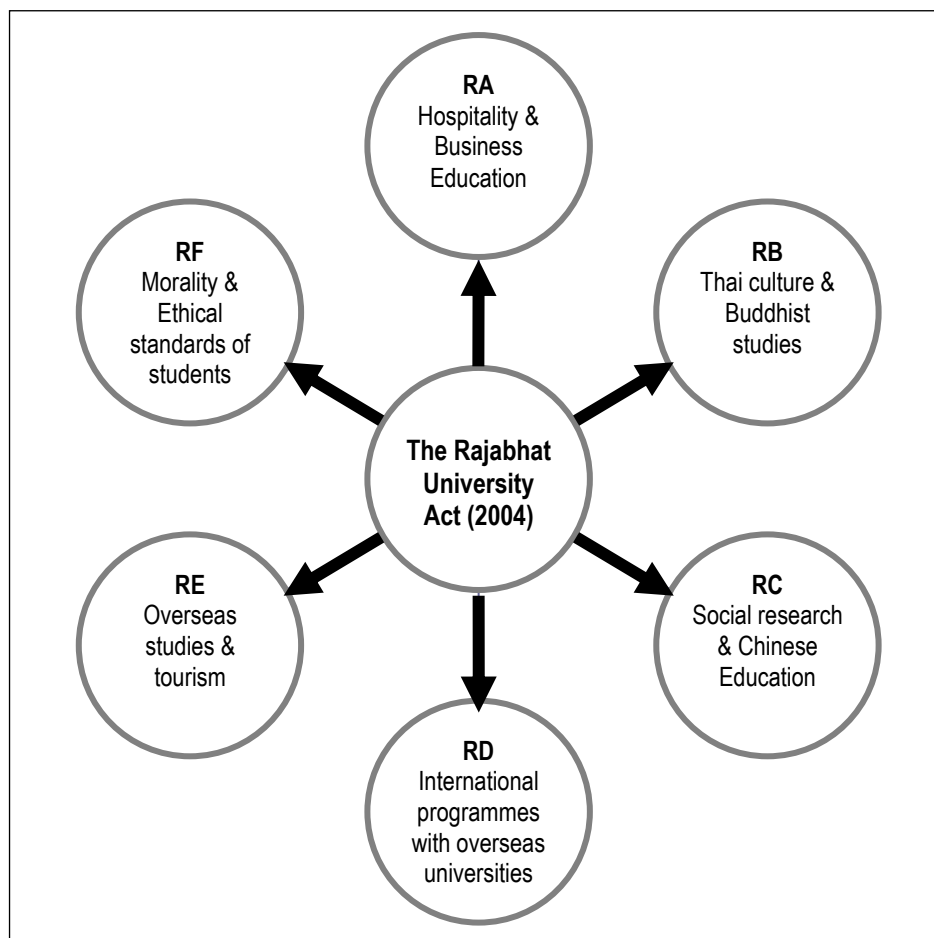 RA
Hospitality &
Business
Education
RF
Morality &
Ethical
standards of
students
RB
Thai culture &
Buddhist
studies
The Rajabhat
University
Act (2004)
RE
Overseas
studies &
tourism
RC
Social research
& Chinese
Education
RD
International
programmes
with overseas
universities